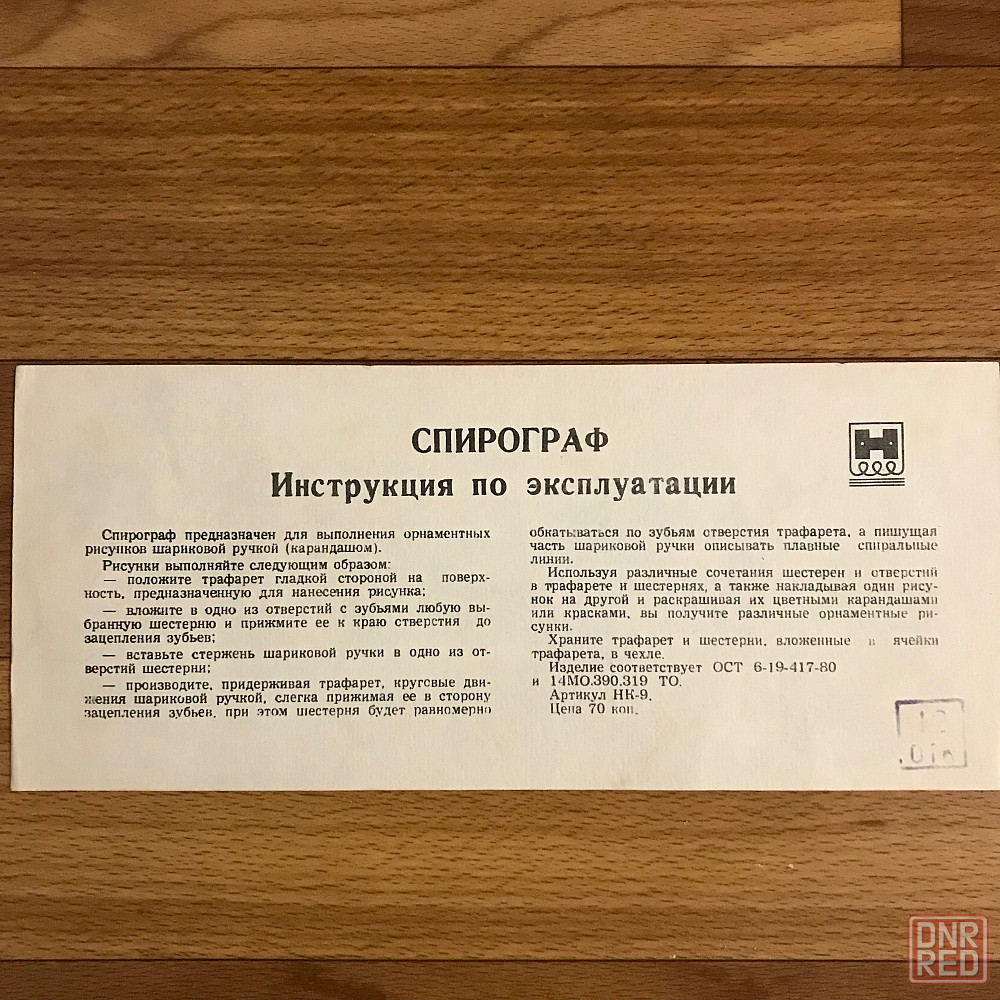 СПИРОГРАФ
Инструкция по эксплуатации
Спирограф предназначен для выполнения орнаментных
рисунков шариковой ручкой (карандашом).
Рисунки выполняйте следующим образом:
— положите трафарет гладкой стороной на поверх-
ность, предназначенную для нанесения рисунка;
— вложите в одно из отверстий с зубьями любую вы-
бранную шестерню и прижмите ее к краю отверстия до
зацепления зубьев;
— вставьте стержень шариковой ручки в одно из от-
верстий шестерни;
— производите, придерживая трафарет, круговые дви-
жения шариковой ручкой, слегка прижимая ее в сторону
зацепления зубьев, при этом шестерня будет равномерно
обкатываться по зубьям отверстия трафарета, а пишущая
часть шариковой ручки описывать плавные спиральные
линии.
Используя различные сочетания шестерен и отверстий
в трафарете и шестернях, а также накладывая один рису-
нок на другой и раскрашивая их цветными карандашами
или красками, вы получите различные орнаментные ри-
сунки.
Храните трафарет и шестерни, вложенные в ячейки
трафарета, в чехле.
Изделие соответствует ОСТ 6-19-417-80
и 14МО.390.319 ТО.
Артикул НК-9.
Цена 70 коп.
DNR
RED